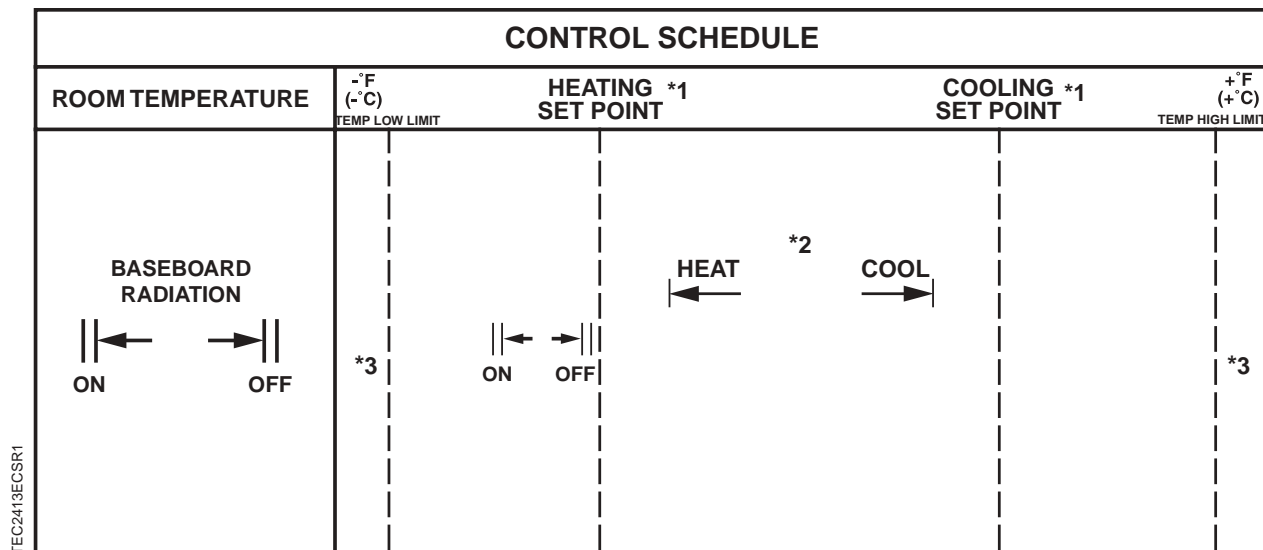 CONTROL SCHEDULE
ROOM TEMPERATURE
-°F
(-°C)
TEMP LOW LIMIT
HEATING *1
SET POINT
COOLING *1
SET POINT
+°F
(+°C)
TEMP HIGH LIMIT
BASEBOARD
RADIATION
ON OFF
*3
ON OFF
HEAT *2 COOL
*3
TEC2413ECSR1